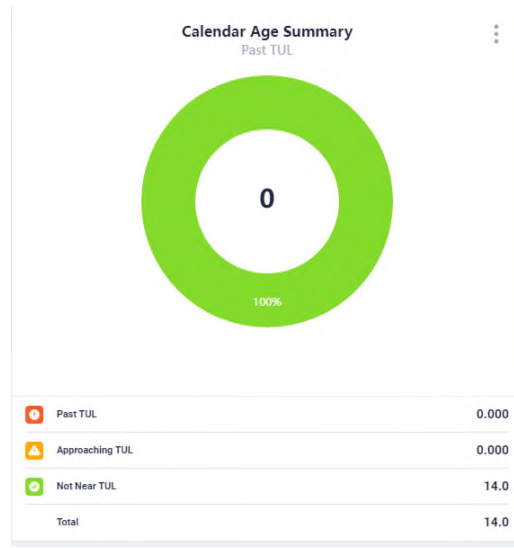 Calendar Age Summary
Past TUL
0
100%
Past TUL 0.000
Approaching TUL 0.000
Not Near TUL 14.0
Total 14.0